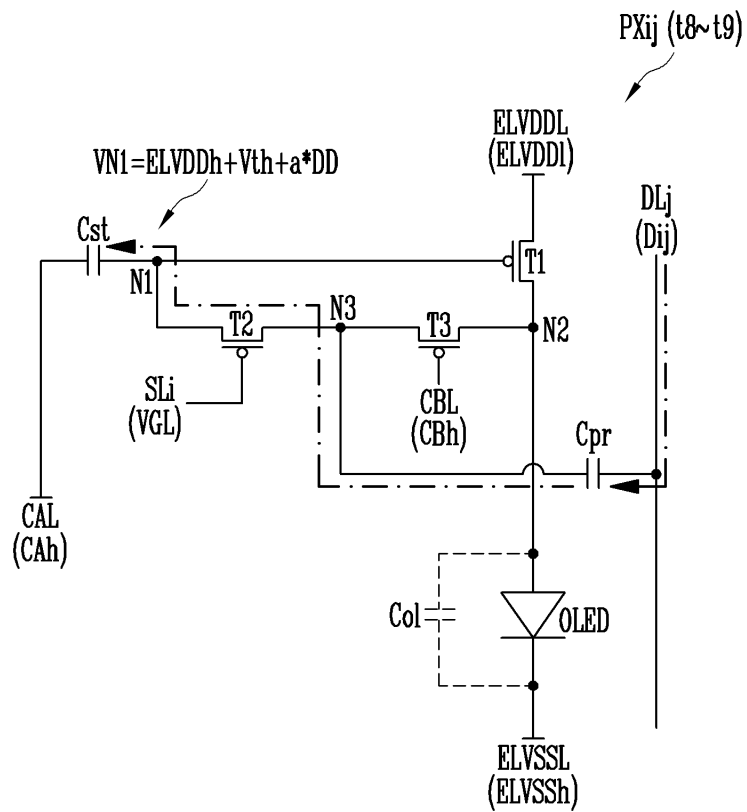 PXij (t8~t9)
ELVDDL
(ELVDDl)
VN1=ELVDDh+Vth+a*DD
DLj
(Dij)
Cst
T1
N1
N3
T2
T3
N2
SLi
(VGL)
CBL
(CBh)
Cpr
CAL
(CAh)
Col
OLED
ELVSSL
(ELVSSh)